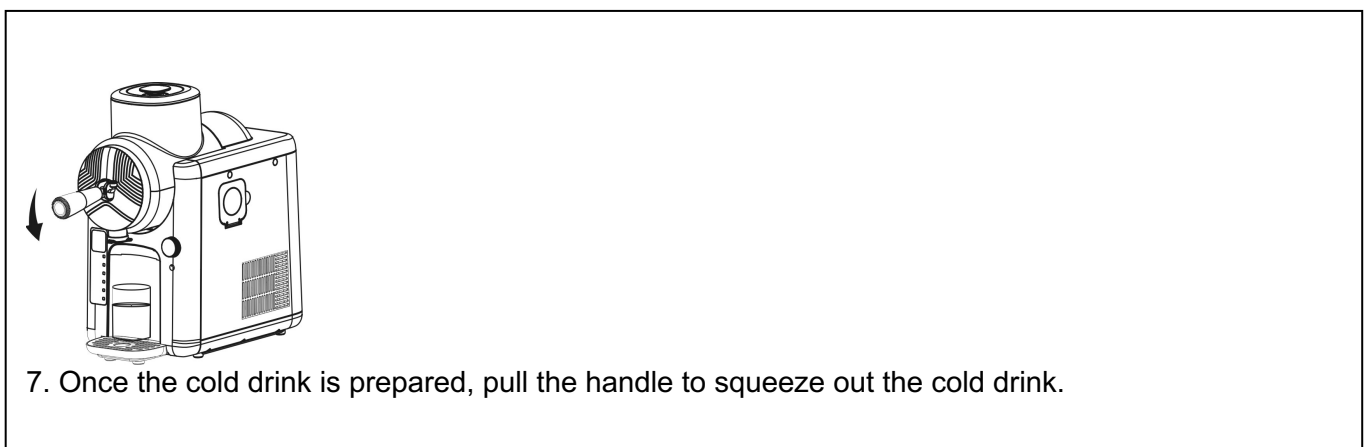 7. Once the cold drink is prepared, pull the handle to squeeze out the cold drink.